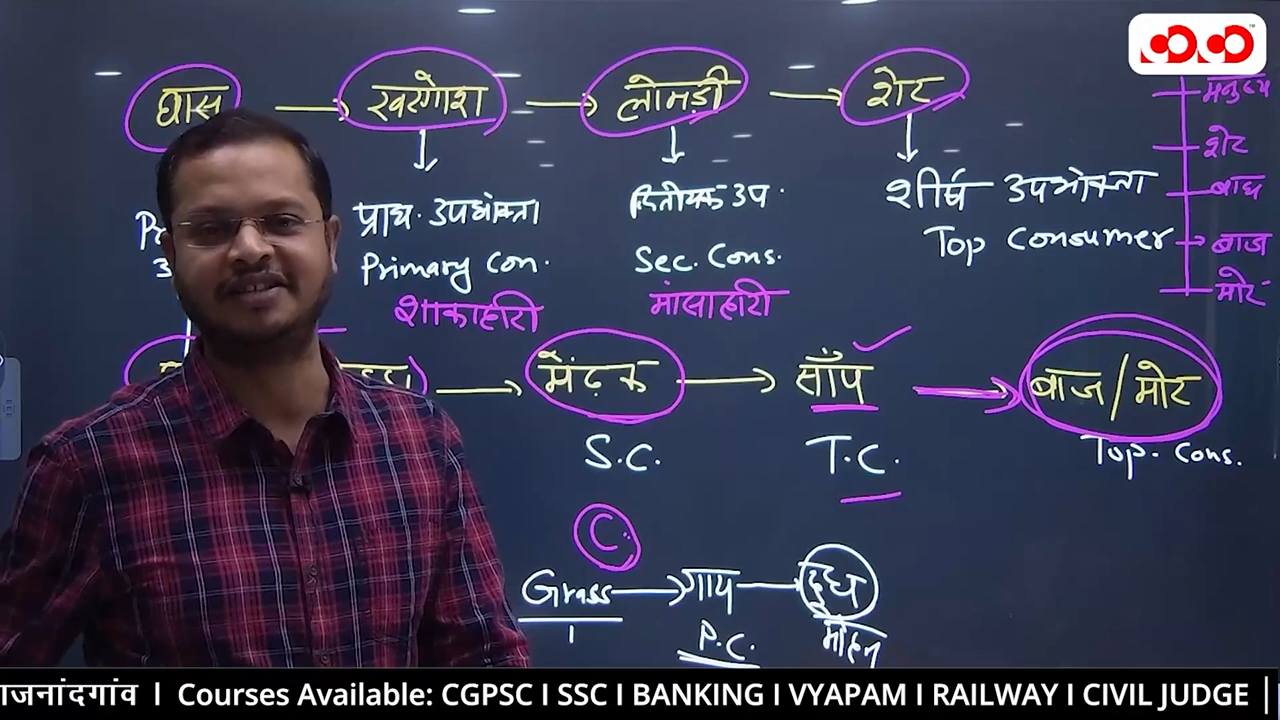 घास → खरगोश → लोमड़ी → शेर
मनुष्य
शेर
बाघ
बाज
मोर
प्राथ. उपभोक्ता
द्वितीयक उप.
शीर्ष उपभोक्ता
Primary Con.
Sec. Cons.
Top Consumer
शाकाहारी
मांसाहारी
मेंढ़क → साँप → बाज / मोर
S.C.
T.C.
Top. Cons.
C
Grass → गाय → दूध
1
P.C.
मोहन
ाजनांदगांव I Courses Available: CGPSC I SSC I BANKING I VYAPAM I RAILWAY I CIVIL JUDGE |